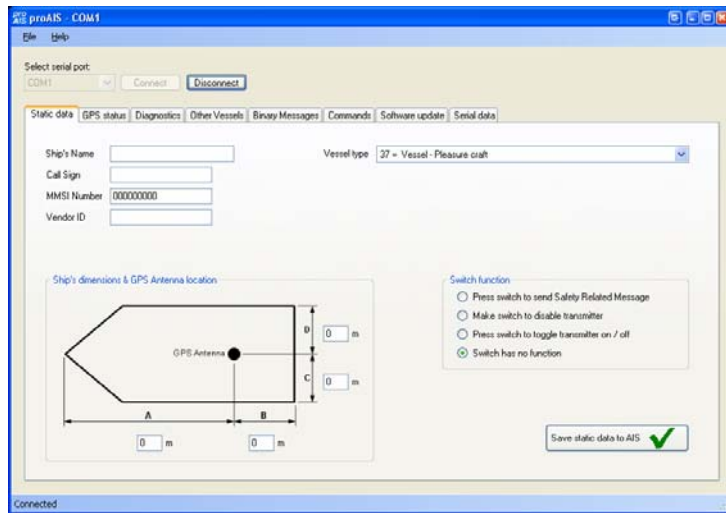 pro AIS proAIS - COM1
File Help
Select serial port:
COM1 Connect Disconnect
Static data GPS status Diagnostics Other Vessels Binary Messages Commands Software update Serial data
Ship's Name
Vessel type 37 = Vessel - Pleasure craft
Call Sign
MMSI Number 000000000
Vendor ID
Ship's dimensions & GPS Antenna location
D 0 m
GPS Antenna
C 0 m
A B
0 m 0 m
Switch function
Press switch to send Safety Related Message
Make switch to disable transmitter
Press switch to toggle transmitter on / off
Switch has no function
Save static data to AIS
Connected